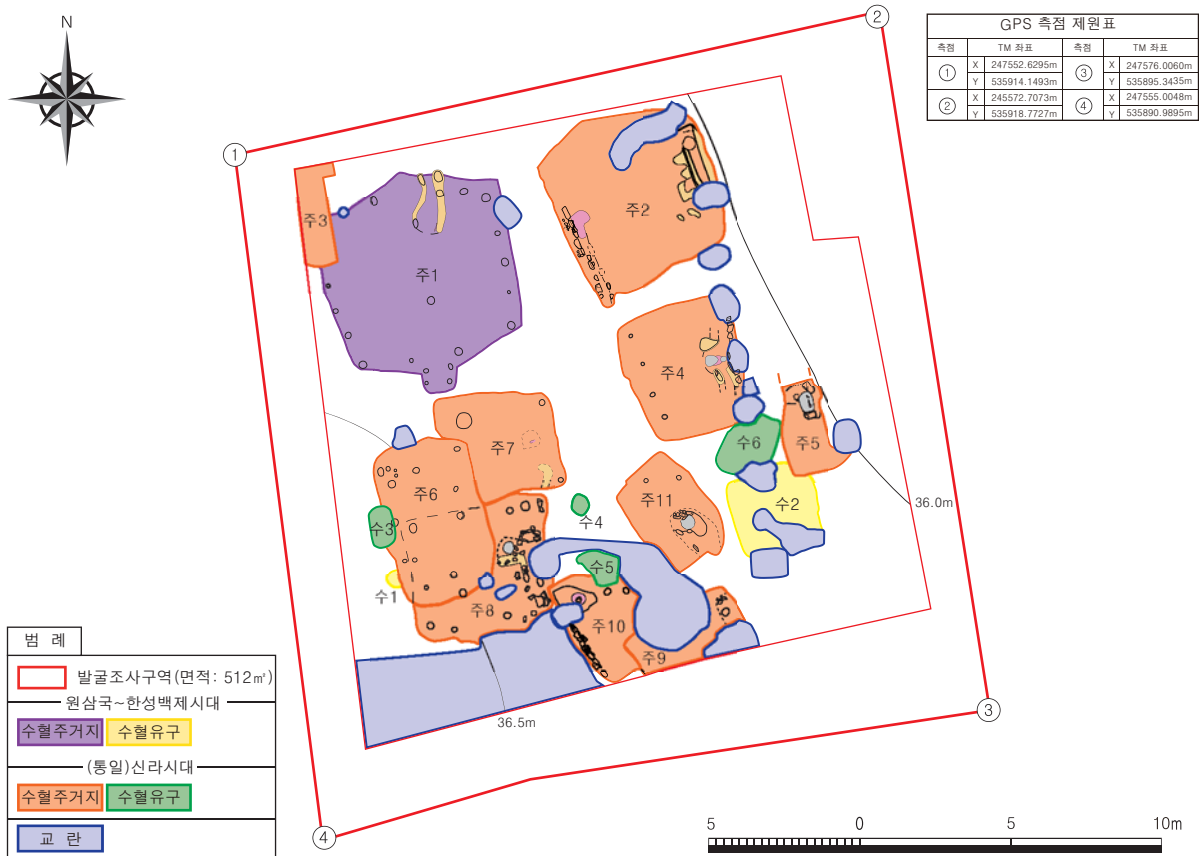 N
GPS 측점 제원표
측점 TM 좌표 측점 TM 좌표
① X 247552.6295m ③ X 247576.0060m
Y 535914.1493m Y 535895.3435m
② X 245572.7073m ④ X 247555.0048m
Y 535918.7727m Y 535890.9895m
②
①
주3
주2
주1
주4
수6
주5
주7
주6
주11
수2
36.0m
수3
수4
수5
수1
주8
주10
주9
36.5m
③
④
범 례
발굴조사구역(면적: 512㎡)
원삼국~한성백제시대
수혈주거지 수혈유구
(통일)신라시대
수혈주거지 수혈유구
교 란
5 0 5 10m